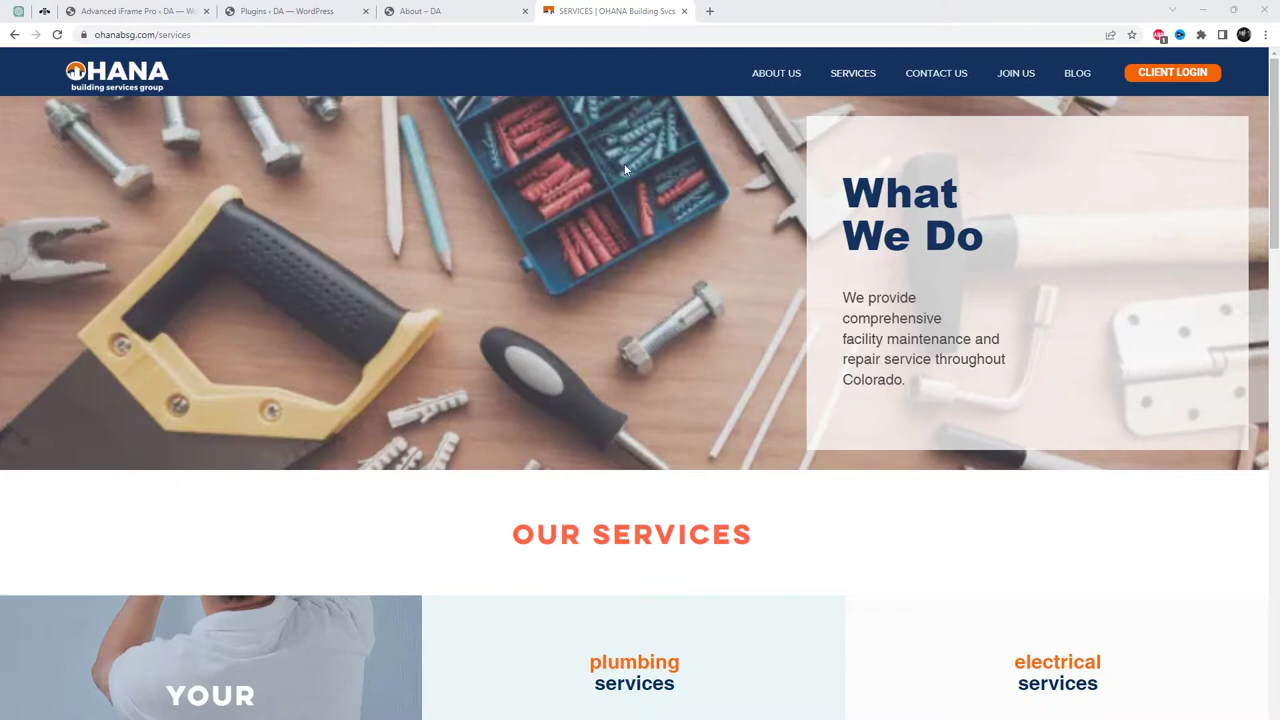 Advanced iFrame Pro ‹ DA — Wo
Plugins ‹ DA — WordPress
About – DA
SERVICES | OHANA Building Svcs
ohanabsg.com/services
OHANA
building services group
ABOUT US
SERVICES
CONTACT US
JOIN US
BLOG
CLIENT LOGIN
What
We Do
We provide
comprehensive
facility maintenance and
repair service throughout
Colorado.
OUR SERVICES
YOUR
plumbing
services
electrical
services